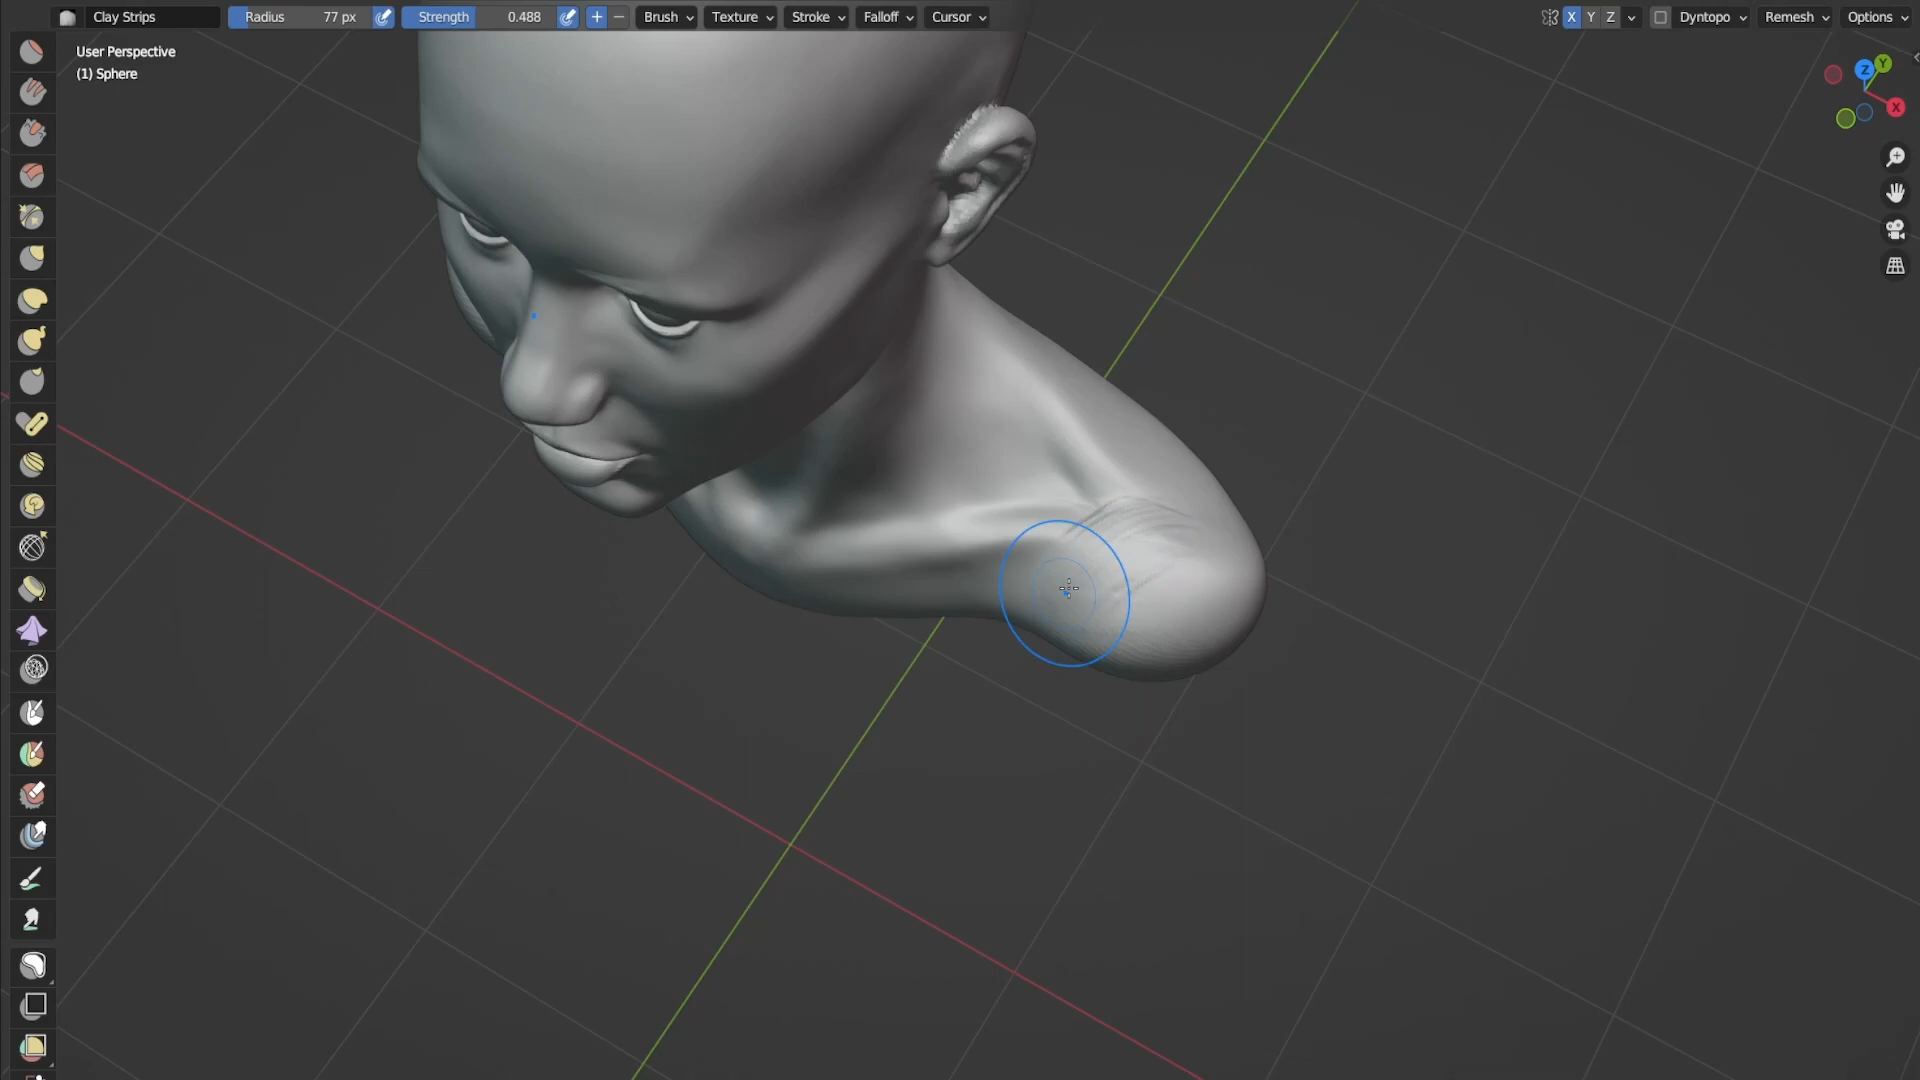 Clay Strips Radius 77 px Strength 0.488 + − Brush Texture Stroke Falloff Cursor X Y Z Dyntopo Remesh Options
User Perspective
(1) Sphere
Z Y
X